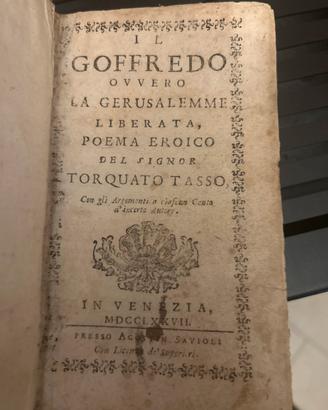 IL
GOFFREDO
OVVERO
LA GERUSALEMME
LIBERATA,
POEMA EROICO
DEL SIGNOR
TORQUATO TASSO,
Con gli Argomenti a ciascun Canto
d'incerto Autore.
IN VENEZIA,
MDCCLXXVII.
PRESSO AGOSTIN SAVIOLI
Con Licenza de' Superiori.